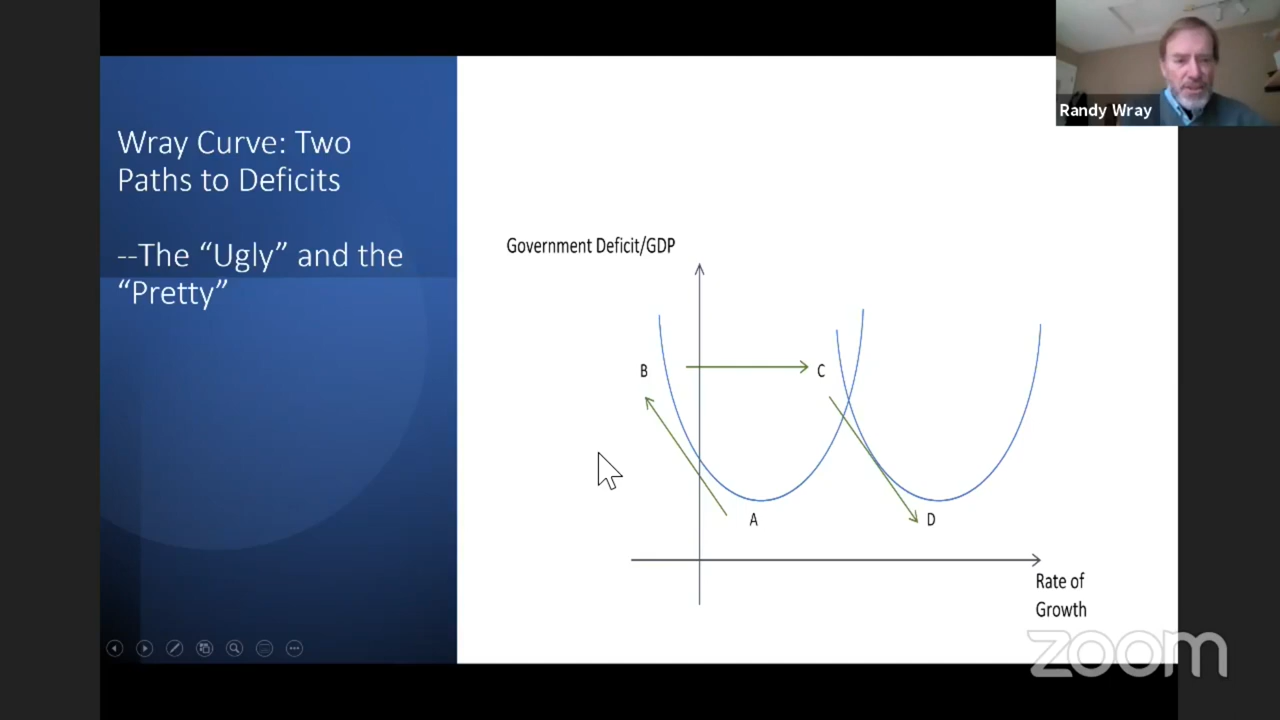 Randy Wray
Wray Curve: Two
Paths to Deficits
--The “Ugly” and the
“Pretty”
Government Deficit/GDP
B
C
A
D
Rate of
Growth
zoom